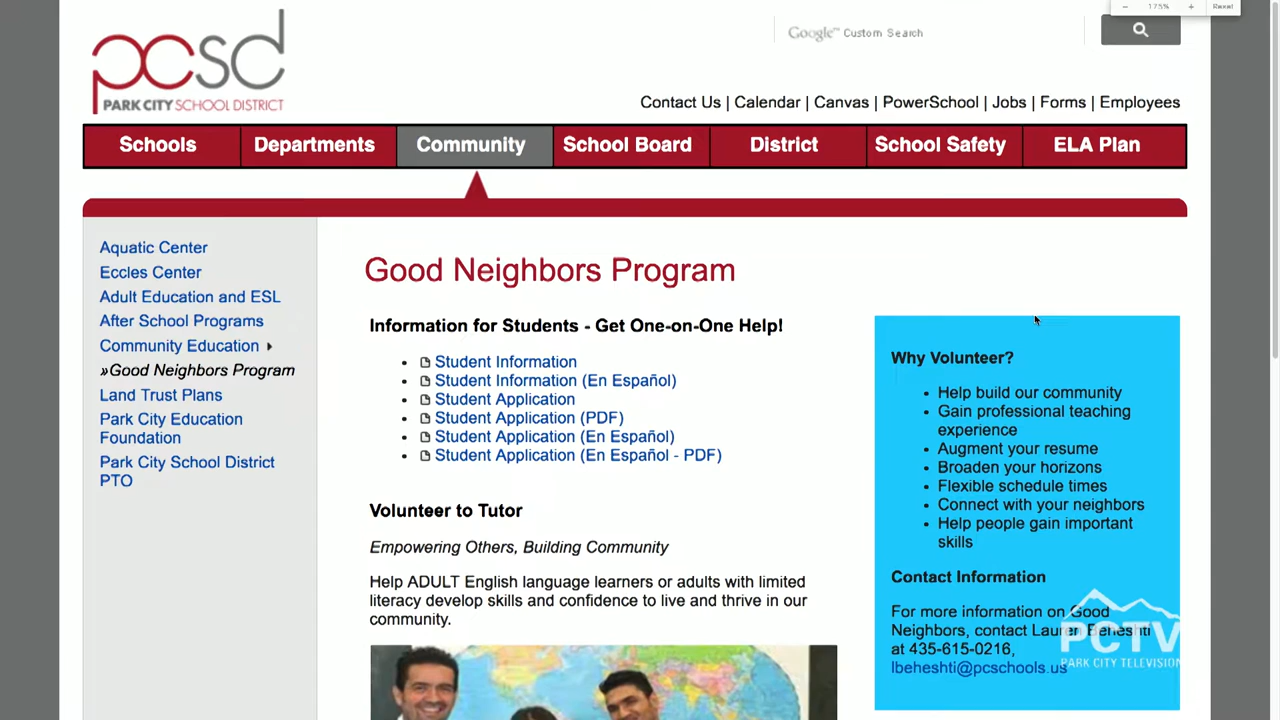 − 175% + Reset
pcsd
PARK CITY SCHOOL DISTRICT
Google™ Custom Search
Contact Us | Calendar | Canvas | PowerSchool | Jobs | Forms | Employees
Schools Departments Community School Board District School Safety ELA Plan
Aquatic Center
Eccles Center
Adult Education and ESL
After School Programs
Community Education
»Good Neighbors Program
Land Trust Plans
Park City Education
Foundation
Park City School District
PTO
Good Neighbors Program
Information for Students - Get One-on-One Help!
• Student Information
• Student Information (En Español)
• Student Application
• Student Application (PDF)
• Student Application (En Español)
• Student Application (En Español - PDF)
Volunteer to Tutor
Empowering Others, Building Community
Help ADULT English language learners or adults with limited
literacy develop skills and confidence to live and thrive in our
community.
Why Volunteer?
• Help build our community
• Gain professional teaching
experience
• Augment your resume
• Broaden your horizons
• Flexible schedule times
• Connect with your neighbors
• Help people gain important
skills
Contact Information
For more information on Good
Neighbors, contact Lauren Beheshti
at 435-615-0216,
lbeheshti@pcschools.us
PCTV
PARK CITY TELEVISION